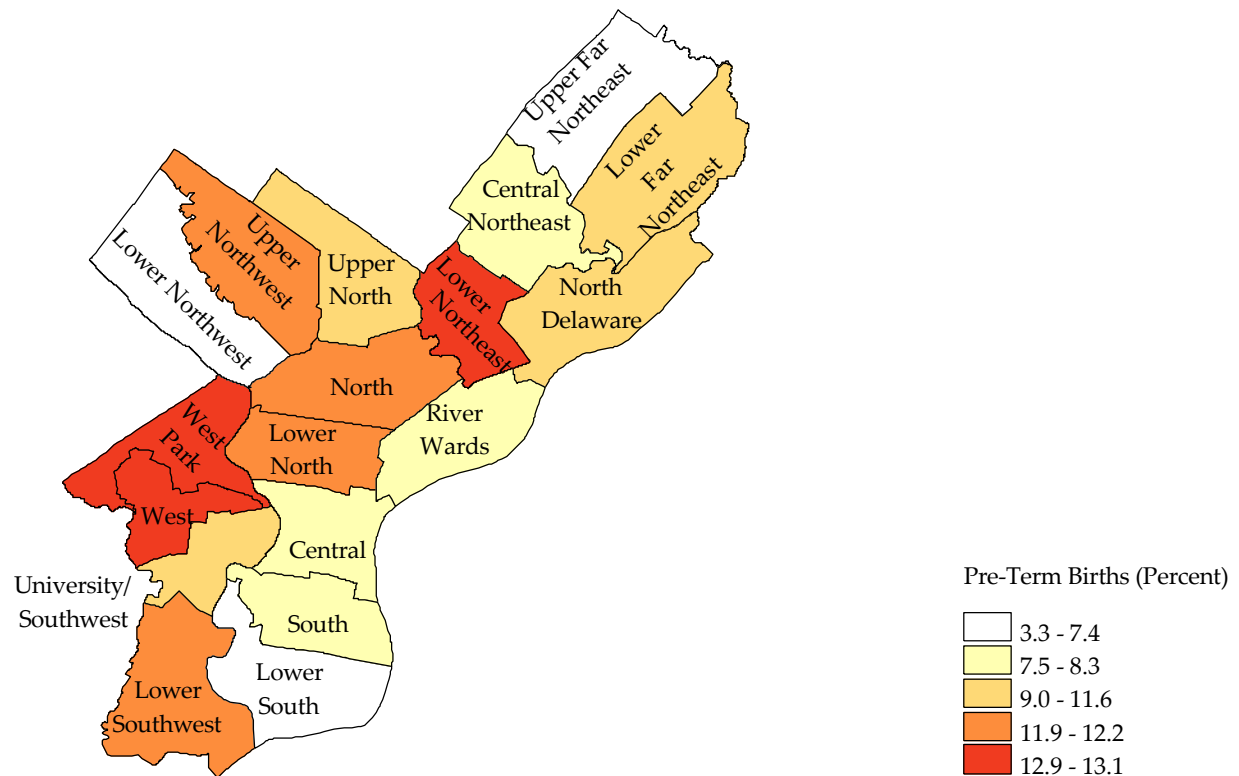 Upper Far
Northeast
Lower
Far
Northeast
Central
Northeast
Upper
Northwest
Lower Northwest
Upper
North
Lower
Northeast
North
Delaware
North
West
Park
River
Wards
Lower
North
West
Central
University/
Southwest
South
Lower
South
Lower
Southwest
Pre-Term Births (Percent)
3.3 - 7.4
7.5 - 8.3
9.0 - 11.6
11.9 - 12.2
12.9 - 13.1